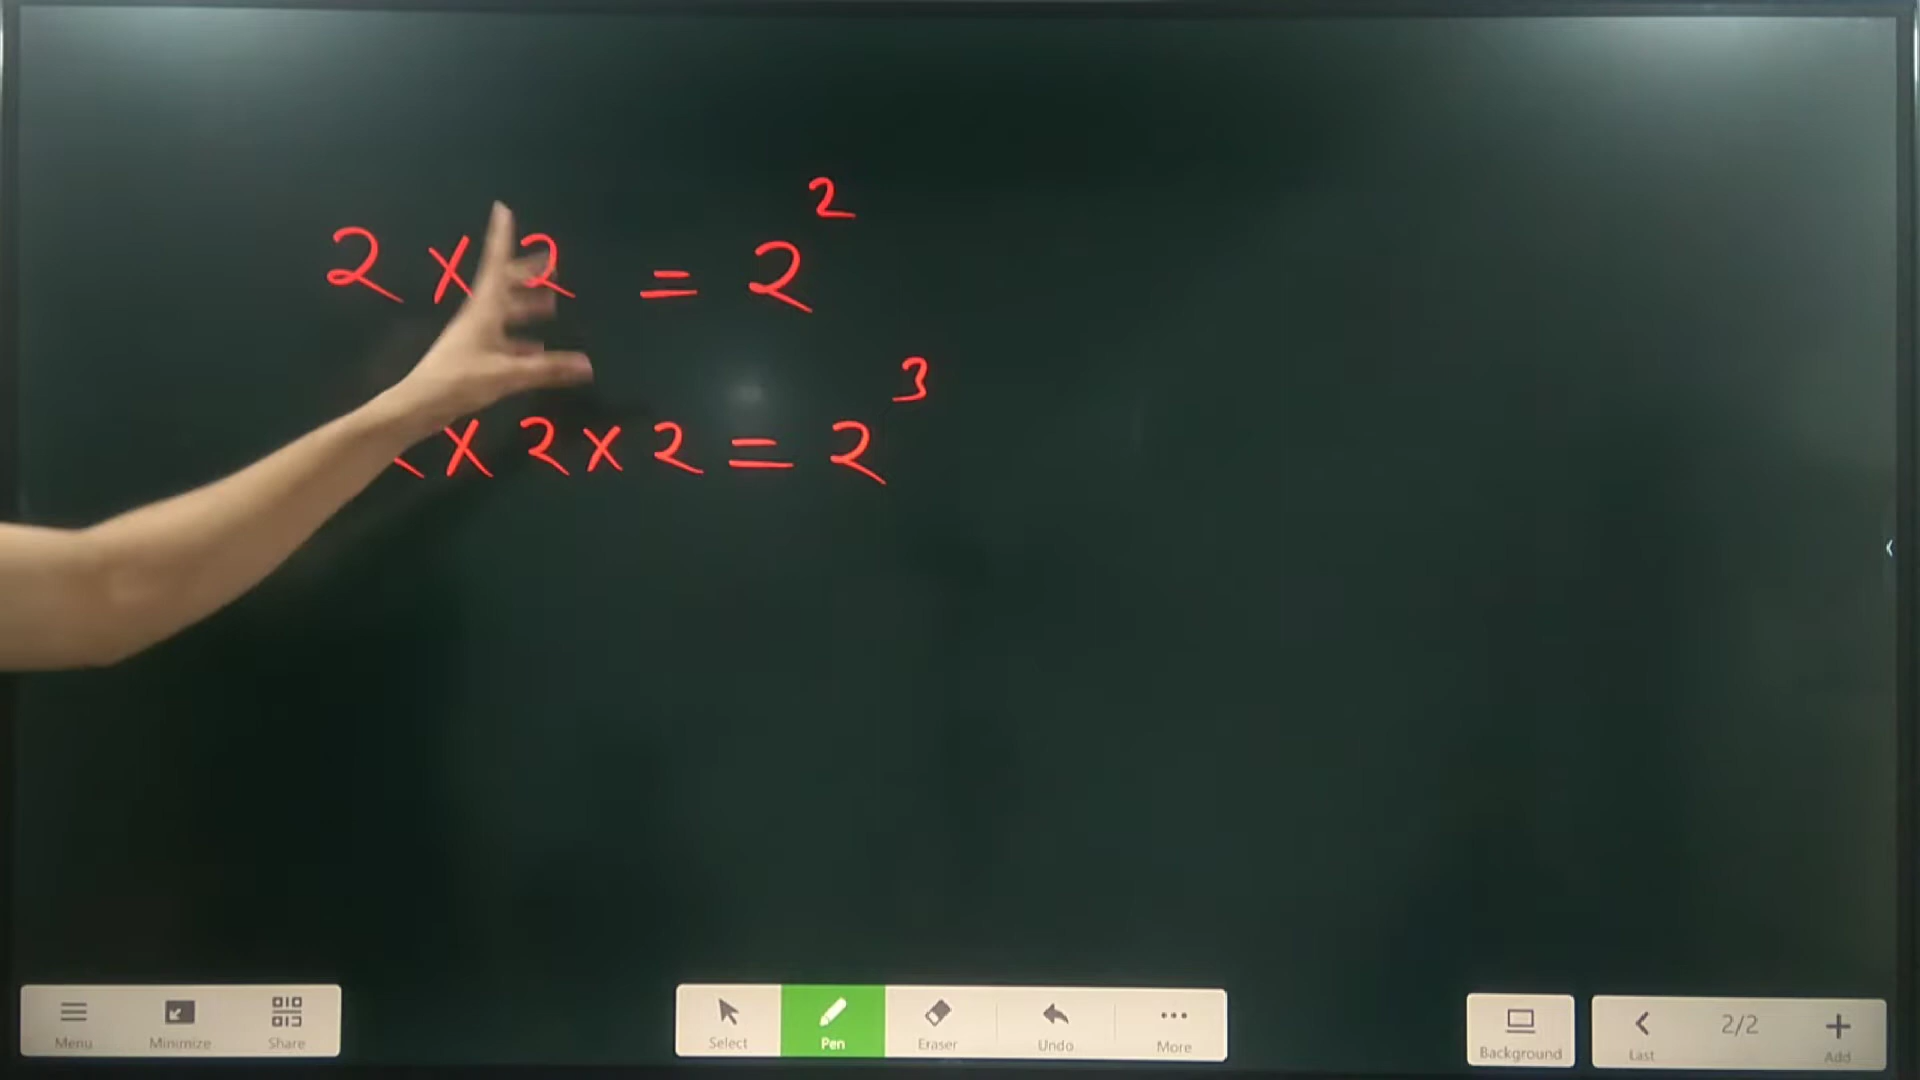 2 × 2 = 2²
× 2 × 2 = 2³
Menu Minimize Share Select Pen Eraser Undo More Background Last 2/2 Add